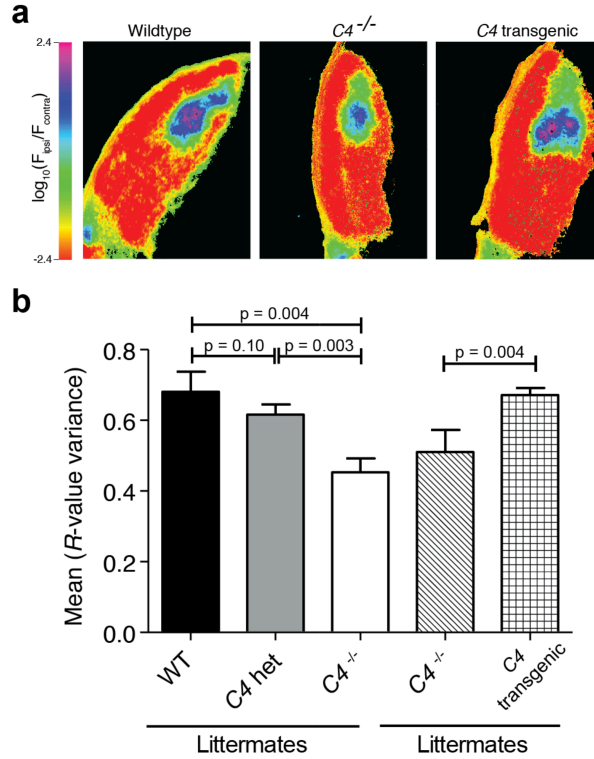 a
Wildtype
C4 -/-
C4 transgenic
2.4
log10(Fipsi/Fcontra)
-2.4
b
p = 0.004
p = 0.10
p = 0.003
p = 0.004
0.8
0.6
0.4
0.2
0.0
Mean (R-value variance)
WT
C4 het
C4 -/-
C4 -/-
C4
transgenic
Littermates
Littermates